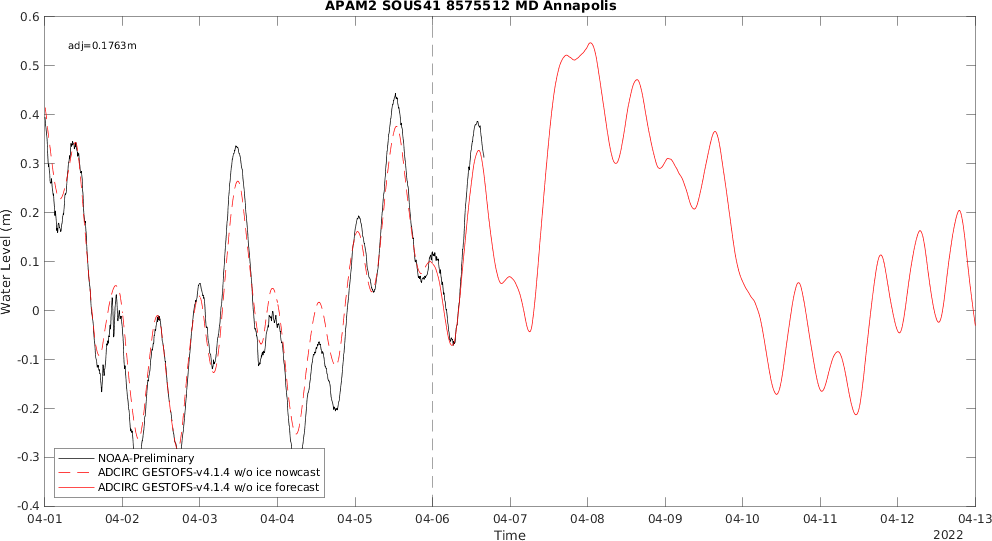 APAM2 SOUS41 8575512 MD Annapolis
adj=0.1763m
0.6
0.5
0.4
0.3
0.2
0.1
0
-0.1
-0.2
-0.3
-0.4
Water Level (m)
NOAA-Preliminary
ADCIRC GESTOFS-v4.1.4 w/o ice nowcast
ADCIRC GESTOFS-v4.1.4 w/o ice forecast
04-01 04-02 04-03 04-04 04-05 04-06 04-07 04-08 04-09 04-10 04-11 04-12 04-13
Time
2022